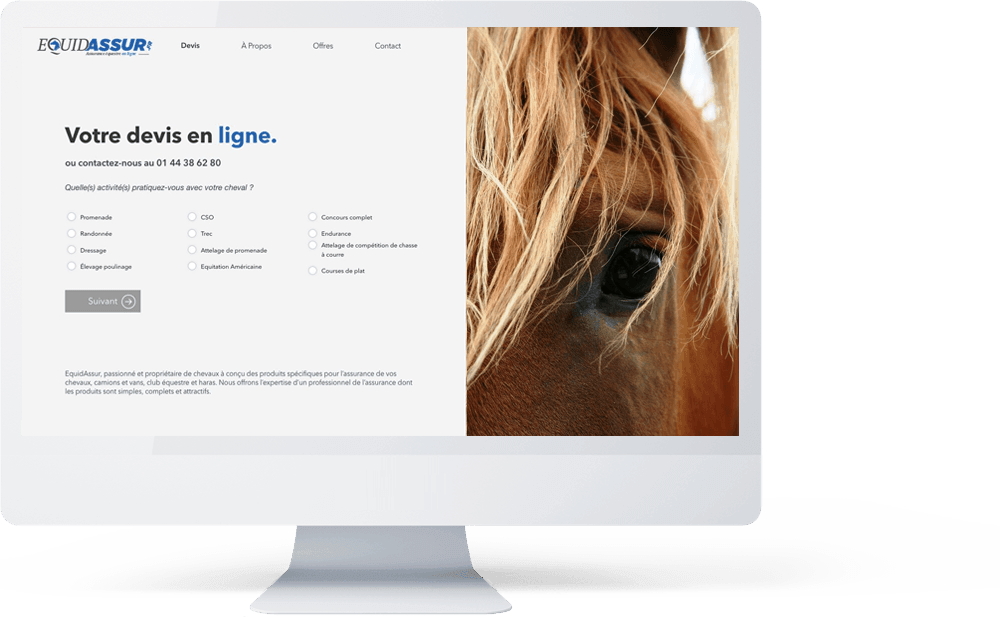 EQUIDASSUR
Assurance équestre en ligne
Devis À Propos Offres Contact
Votre devis en ligne.
ou contactez-nous au 01 44 38 62 80
Quelle(s) activité(s) pratiquez-vous avec votre cheval ?
Promenade CSO Concours complet
Randonnée Trec Endurance
Dressage Attelage de promenade Attelage de compétition de chasse
à courre
Élevage poulinage Equitation Américaine Courses de plat
Suivant
EquidAssur, passionné et propriétaire de chevaux à conçu des produits spécifiques pour l'assurance de vos
chevaux, camions et vans, club équestre et haras. Nous offrons l'expertise d'un professionnel de l'assurance dont
les produits sont simples, complets et attractifs.